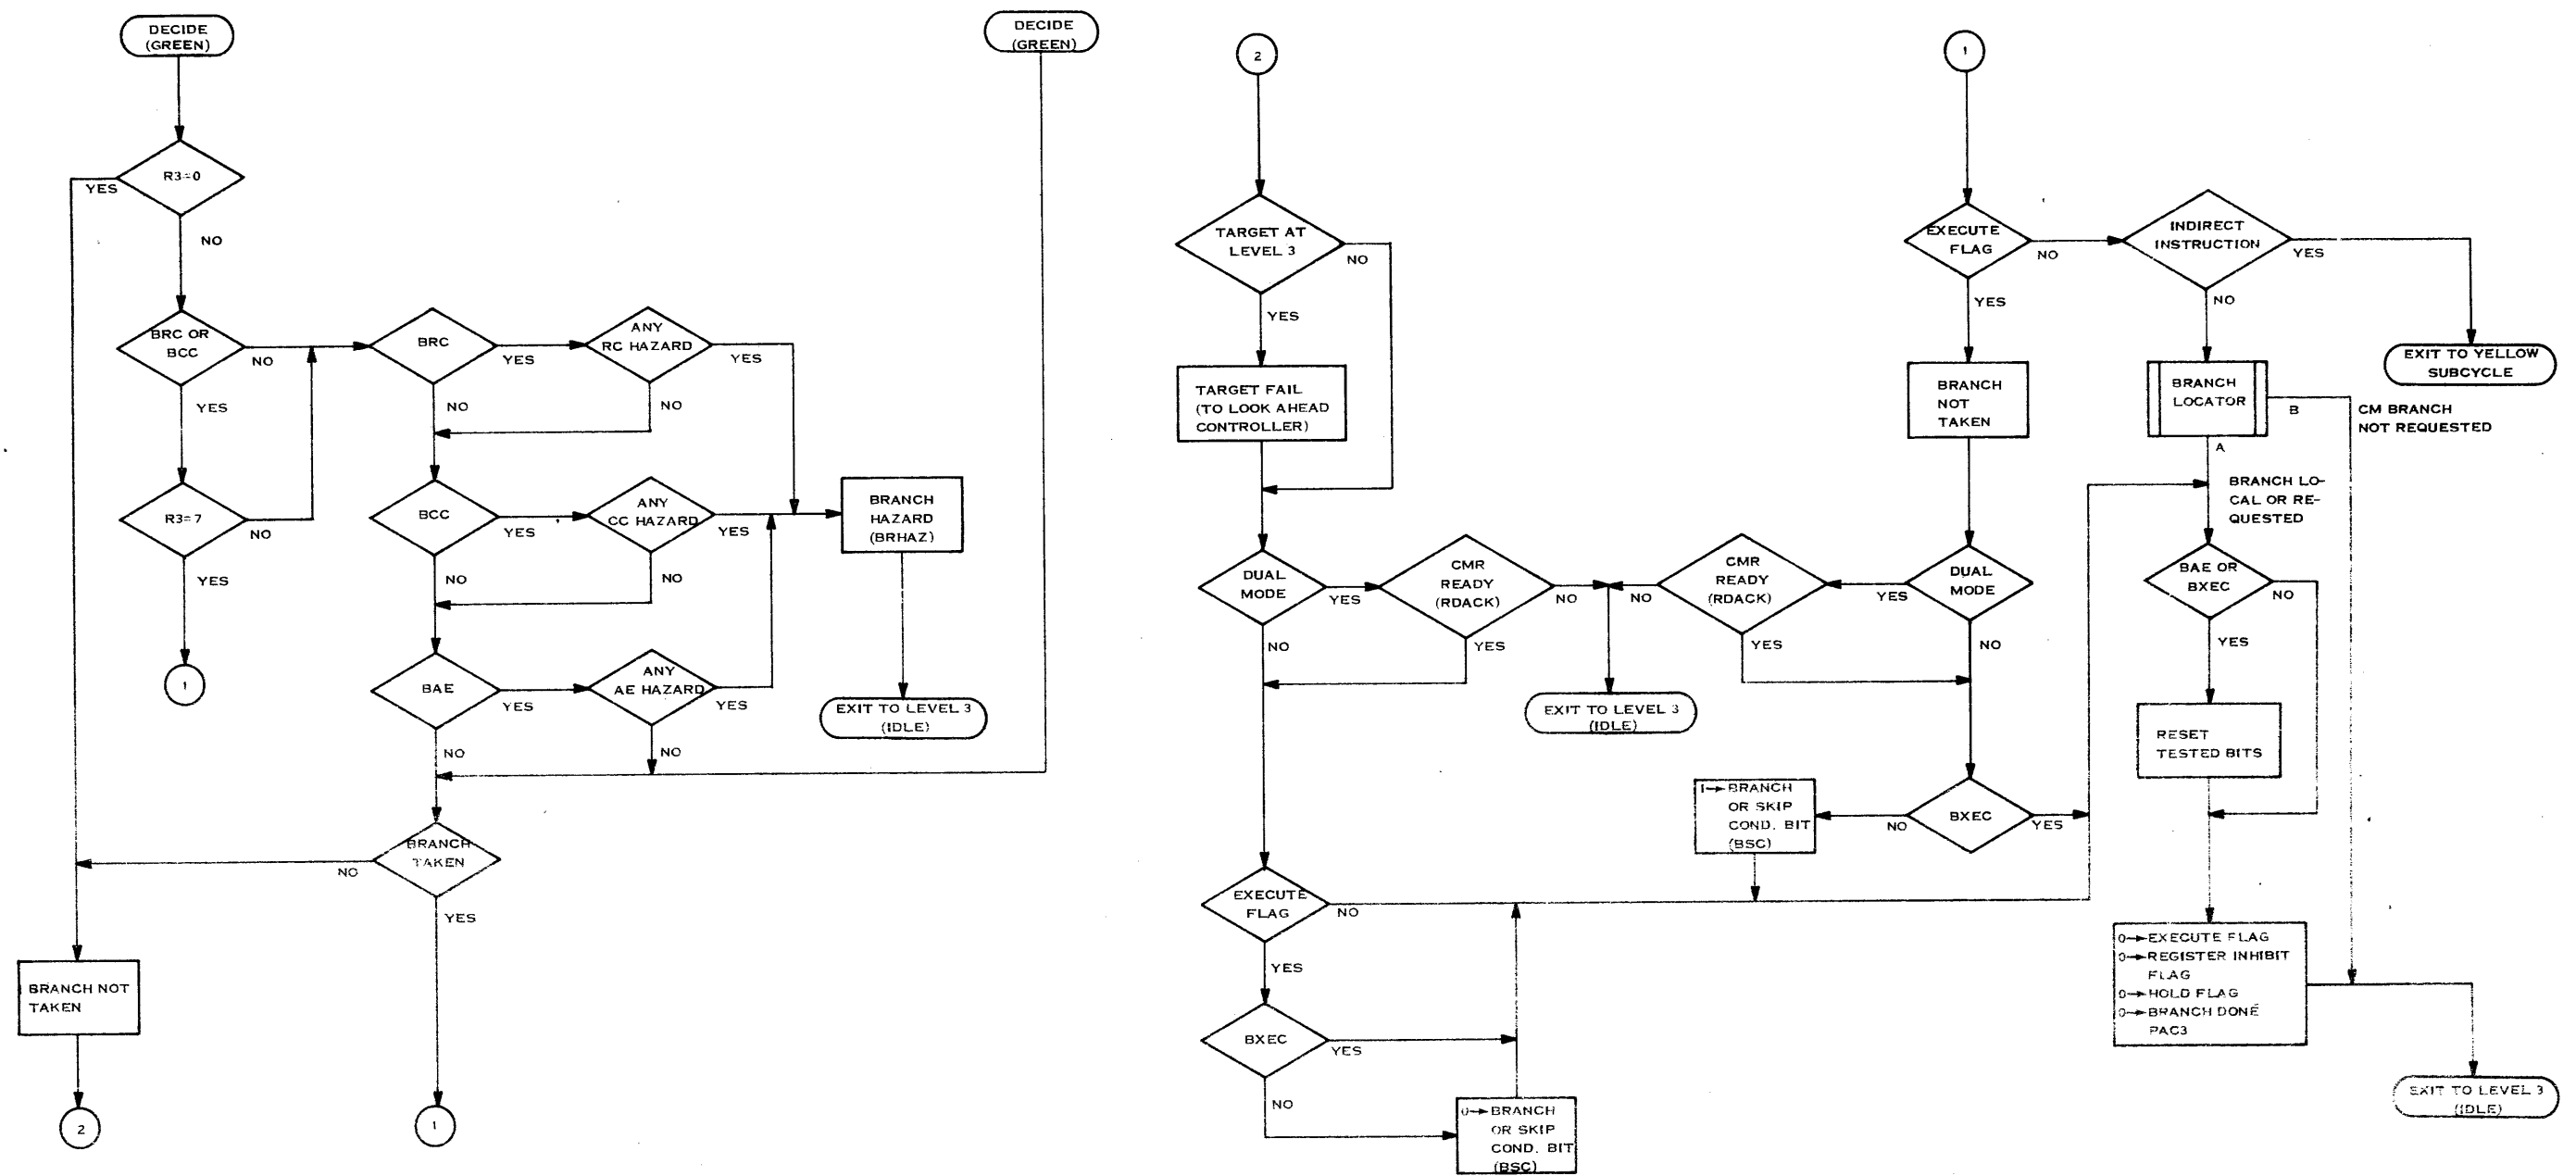 DECIDE
(GREEN)
R3=0
YES
NO
BRC OR
BCC
NO
YES
R3=7
NO
YES
1
BRC
YES
NO
ANY
RC HAZARD
YES
NO
BCC
YES
NO
ANY
CC HAZARD
YES
NO
BAE
YES
NO
ANY
AE HAZARD
YES
NO
BRANCH
HAZARD
(BRHAZ)
EXIT TO LEVEL 3
(IDLE)
DECIDE
(GREEN)
BRANCH
TAKEN
NO
YES
BRANCH NOT
TAKEN
2
1
2
TARGET AT
LEVEL 3
NO
YES
TARGET FAIL
(TO LOOK AHEAD
CONTROLLER)
DUAL
MODE
YES
NO
CMR
READY
(RDACK)
NO
YES
EXIT TO LEVEL 3
(IDLE)
CMR
READY
(RDACK)
NO
YES
DUAL
MODE
YES
NO
EXECUTE
FLAG
NO
YES
BXEC
YES
NO
0→BRANCH
OR SKIP
COND. BIT
(BSC)
1
EXECUTE
FLAG
NO
YES
BRANCH
NOT
TAKEN
BXEC
NO
YES
1→BRANCH
OR SKIP
COND. BIT
(BSC)
INDIRECT
INSTRUCTION
YES
NO
EXIT TO YELLOW
SUBCYCLE
BRANCH
LOCATOR
B
A
CM BRANCH
NOT REQUESTED
BRANCH LO-
CAL OR RE-
QUESTED
BAE OR
BXEC
NO
YES
RESET
TESTED BITS
0→EXECUTE FLAG
0→REGISTER INHIBIT
FLAG
0→HOLD FLAG
0→BRANCH DONE
PAC3
EXIT TO LEVEL 3
(IDLE)